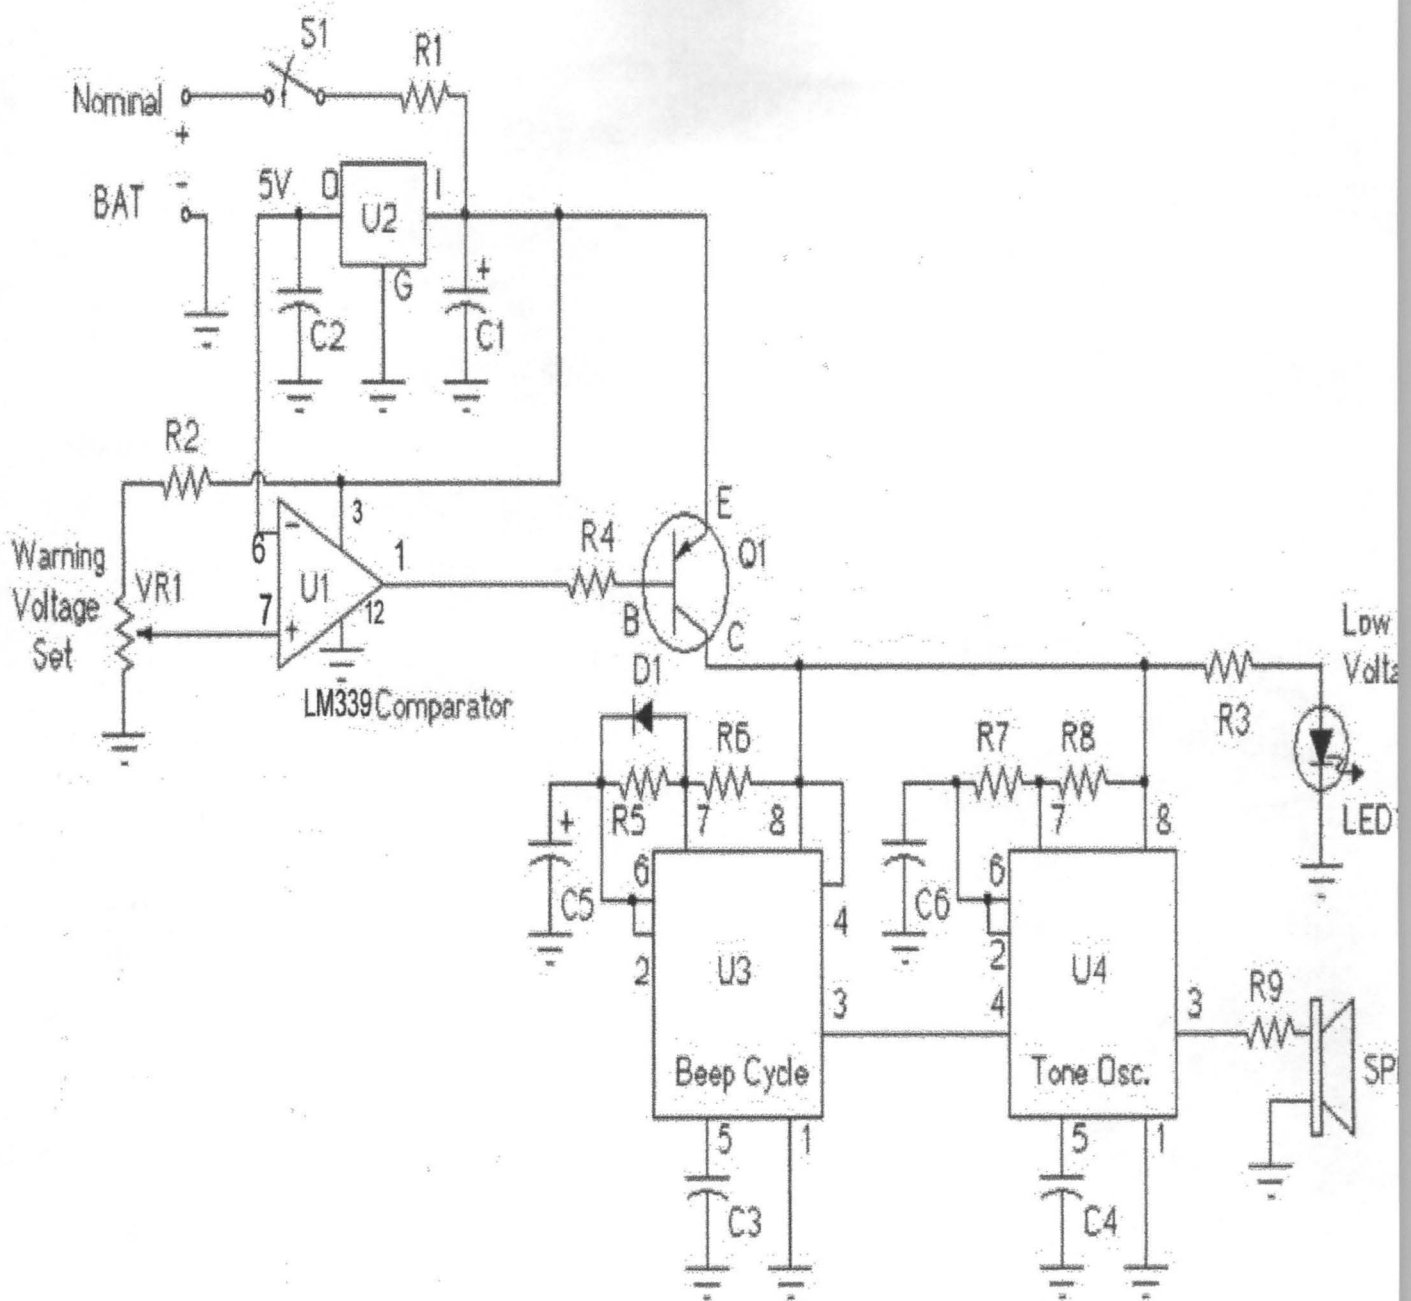 S1
R1
Nominal
+
-
BAT
5V
O
I
U2
G
+
C2
C1
R2
3
E
Q1
R4
B
C
6
-
U1
1
12
7
+
Warning
Voltage
Set
VR1
LM339 Comparator
D1
Low
R3
R6
R7
R8
R5
7
8
7
8
LED
+
C5
6
4
2
U3
3
Beep Cycle
C6
6
2
4
U4
3
Tone Osc.
R9
5
1
5
1
C3
C4